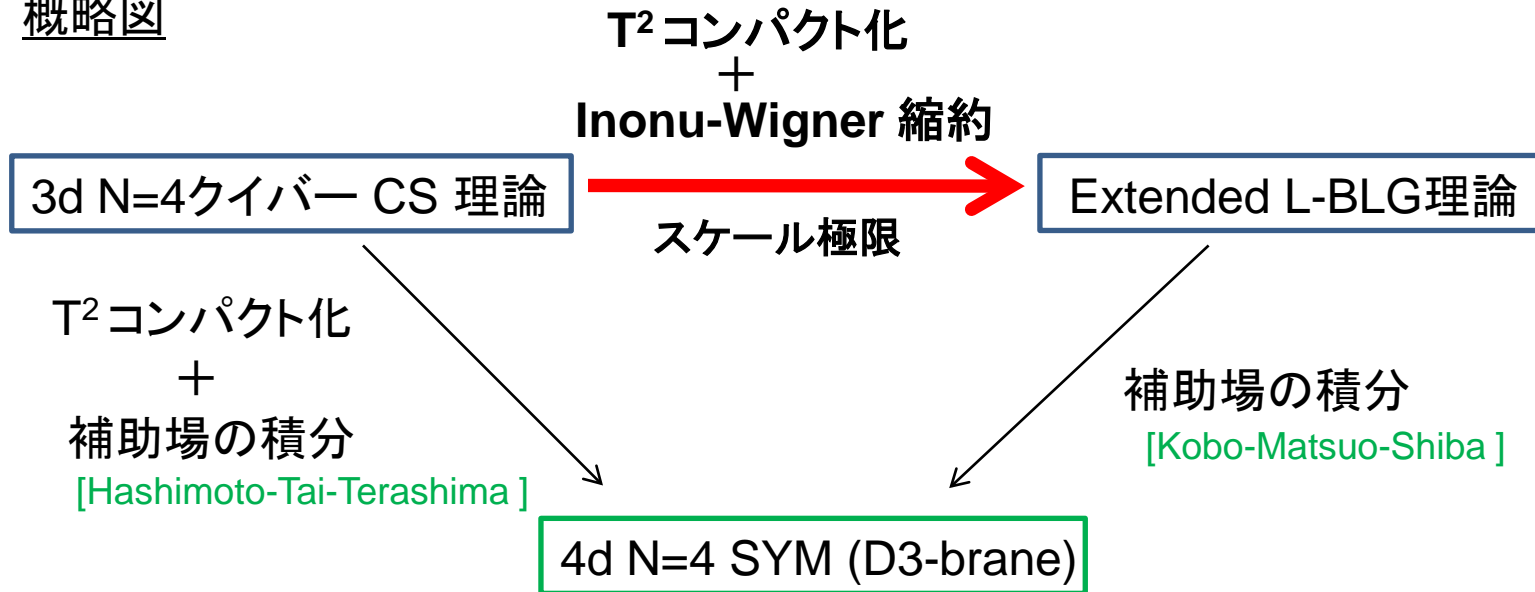 概略図
T² コンパクト化
＋
Inonu-Wigner 縮約
3d N=4クイバー CS 理論
Extended L-BLG理論
スケール極限
T² コンパクト化
＋
補助場の積分
[Hashimoto-Tai-Terashima ]
補助場の積分
[Kobo-Matsuo-Shiba ]
4d N=4 SYM (D3-brane)